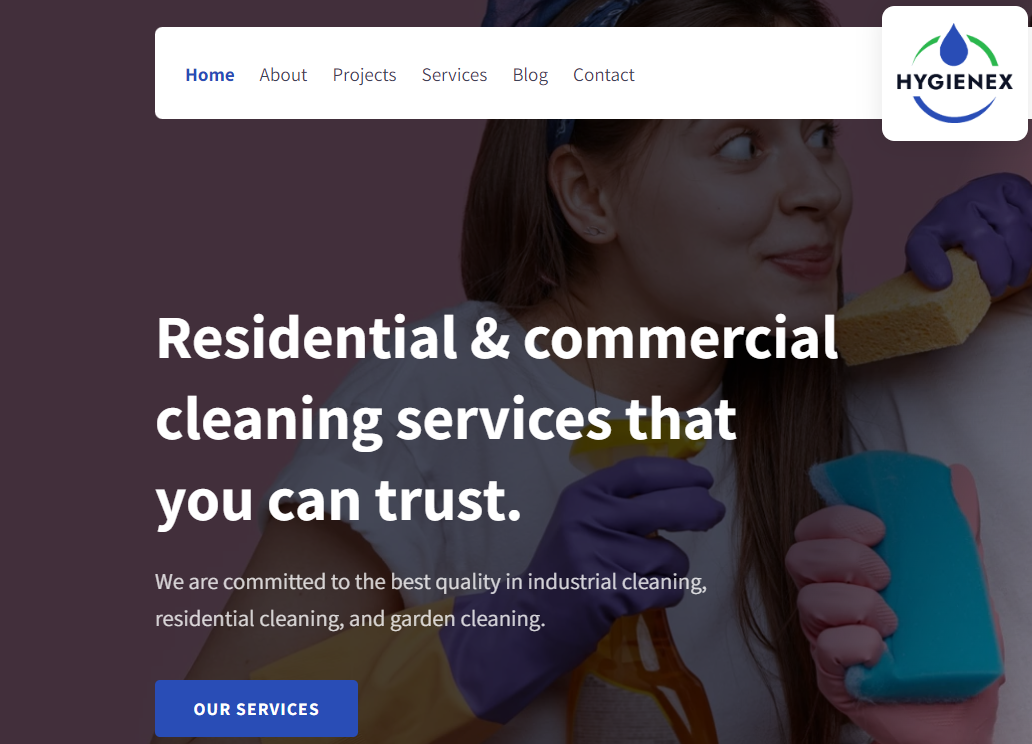 Home About Projects Services Blog Contact
HYGIENEX
Residential & commercial
cleaning services that
you can trust.
We are committed to the best quality in industrial cleaning,
residential cleaning, and garden cleaning.
OUR SERVICES